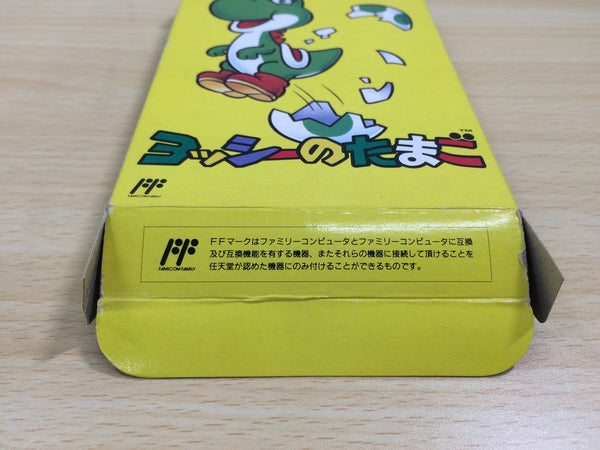 ヨッシーのたまご
TM
FF
FAMICOM FAMILY
FF
FAMICOM FAMILY
FFマークはファミリーコンピュータとファミリーコンピュータに互換
及び互換機能を有する機器、またそれらの機器に接続して頂けることを
任天堂が認めた機器にのみ付けることができるものです。